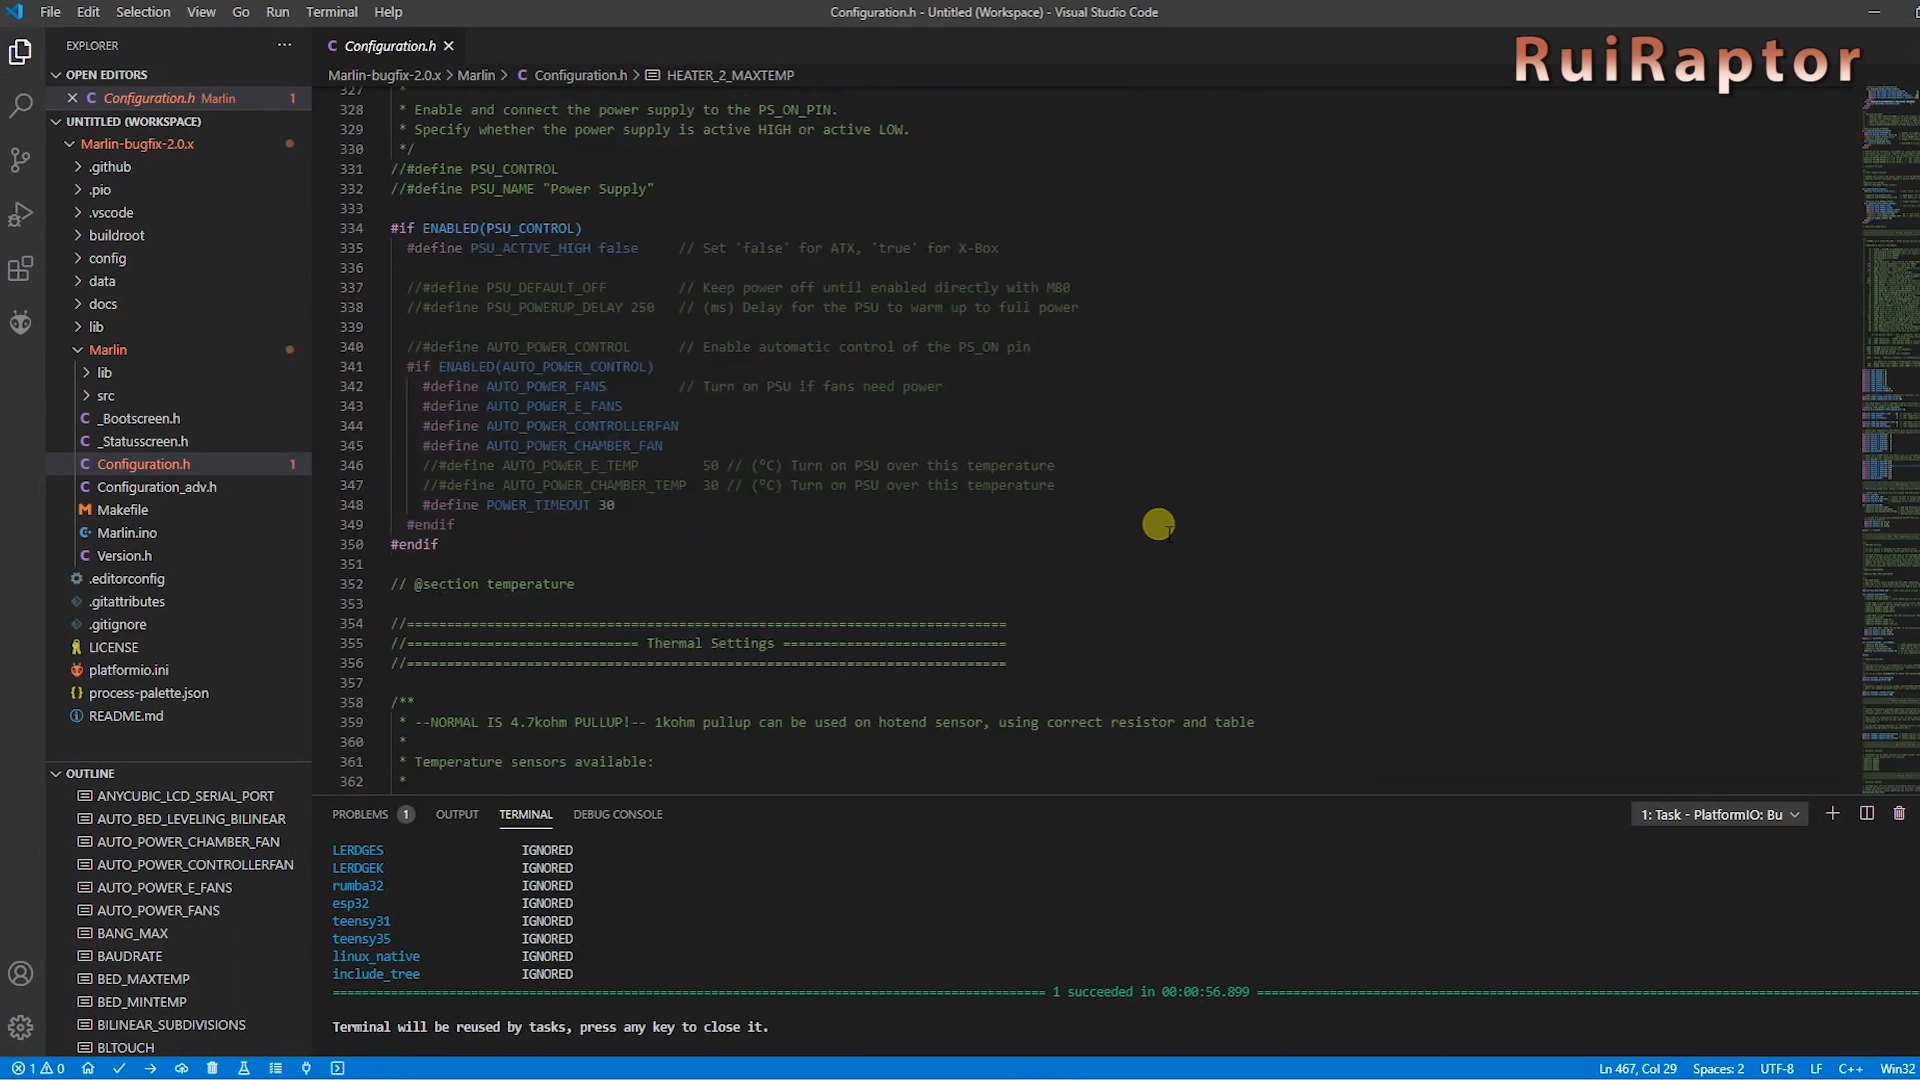 File Edit Selection View Go Run Terminal Help
Configuration.h - Untitled (Workspace) - Visual Studio Code
RuiRaptor
EXPLORER
OPEN EDITORS
Configuration.h Marlin 1
UNTITLED (WORKSPACE)
Marlin-bugfix-2.0.x
.github
.pio
.vscode
buildroot
config
data
docs
lib
Marlin
lib
src
_Bootscreen.h
_Statusscreen.h
Configuration.h 1
Configuration_adv.h
Makefile
Marlin.ino
Version.h
.editorconfig
.gitattributes
.gitignore
LICENSE
platformio.ini
process-palette.json
README.md
OUTLINE
ANYCUBIC_LCD_SERIAL_PORT
AUTO_BED_LEVELING_BILINEAR
AUTO_POWER_CHAMBER_FAN
AUTO_POWER_CONTROLLERFAN
AUTO_POWER_E_FANS
AUTO_POWER_FANS
BANG_MAX
BAUDRATE
BED_MAXTEMP
BED_MINTEMP
BILINEAR_SUBDIVISIONS
BLTOUCH
Configuration.h
Marlin-bugfix-2.0.x > Marlin > Configuration.h > HEATER_2_MAXTEMP
327 *
328 * Enable and connect the power supply to the PS_ON_PIN.
329 * Specify whether the power supply is active HIGH or active LOW.
330 */
331 //#define PSU_CONTROL
332 //#define PSU_NAME "Power Supply"
333
334 #if ENABLED(PSU_CONTROL)
335 #define PSU_ACTIVE_HIGH false // Set 'false' for ATX, 'true' for X-Box
336
337 //#define PSU_DEFAULT_OFF // Keep power off until enabled directly with M80
338 //#define PSU_POWERUP_DELAY 250 // (ms) Delay for the PSU to warm up to full power
339
340 //#define AUTO_POWER_CONTROL // Enable automatic control of the PS_ON pin
341 #if ENABLED(AUTO_POWER_CONTROL)
342 #define AUTO_POWER_FANS // Turn on PSU if fans need power
343 #define AUTO_POWER_E_FANS
344 #define AUTO_POWER_CONTROLLERFAN
345 #define AUTO_POWER_CHAMBER_FAN
346 //#define AUTO_POWER_E_TEMP 50 // (°C) Turn on PSU over this temperature
347 //#define AUTO_POWER_CHAMBER_TEMP 30 // (°C) Turn on PSU over this temperature
348 #define POWER_TIMEOUT 30
349 #endif
350 #endif
351
352 // @section temperature
353
354 //===========================================================================
355 //============================= Thermal Settings ============================
356 //===========================================================================
357
358 /**
359 * --NORMAL IS 4.7kohm PULLUP!-- 1kohm pullup can be used on hotend sensor, using correct resistor and table
360 *
361 * Temperature sensors available:
362 *
PROBLEMS 1 OUTPUT TERMINAL DEBUG CONSOLE
1: Task - PlatformIO: Bu
LERDGES IGNORED
LERDGEK IGNORED
rumba32 IGNORED
esp32 IGNORED
teensy31 IGNORED
teensy35 IGNORED
linux_native IGNORED
include_tree IGNORED
1 succeeded in 00:00:56.899
Terminal will be reused by tasks, press any key to close it.
1 0
Ln 467, Col 29 Spaces: 2 UTF-8 LF C++ Win32